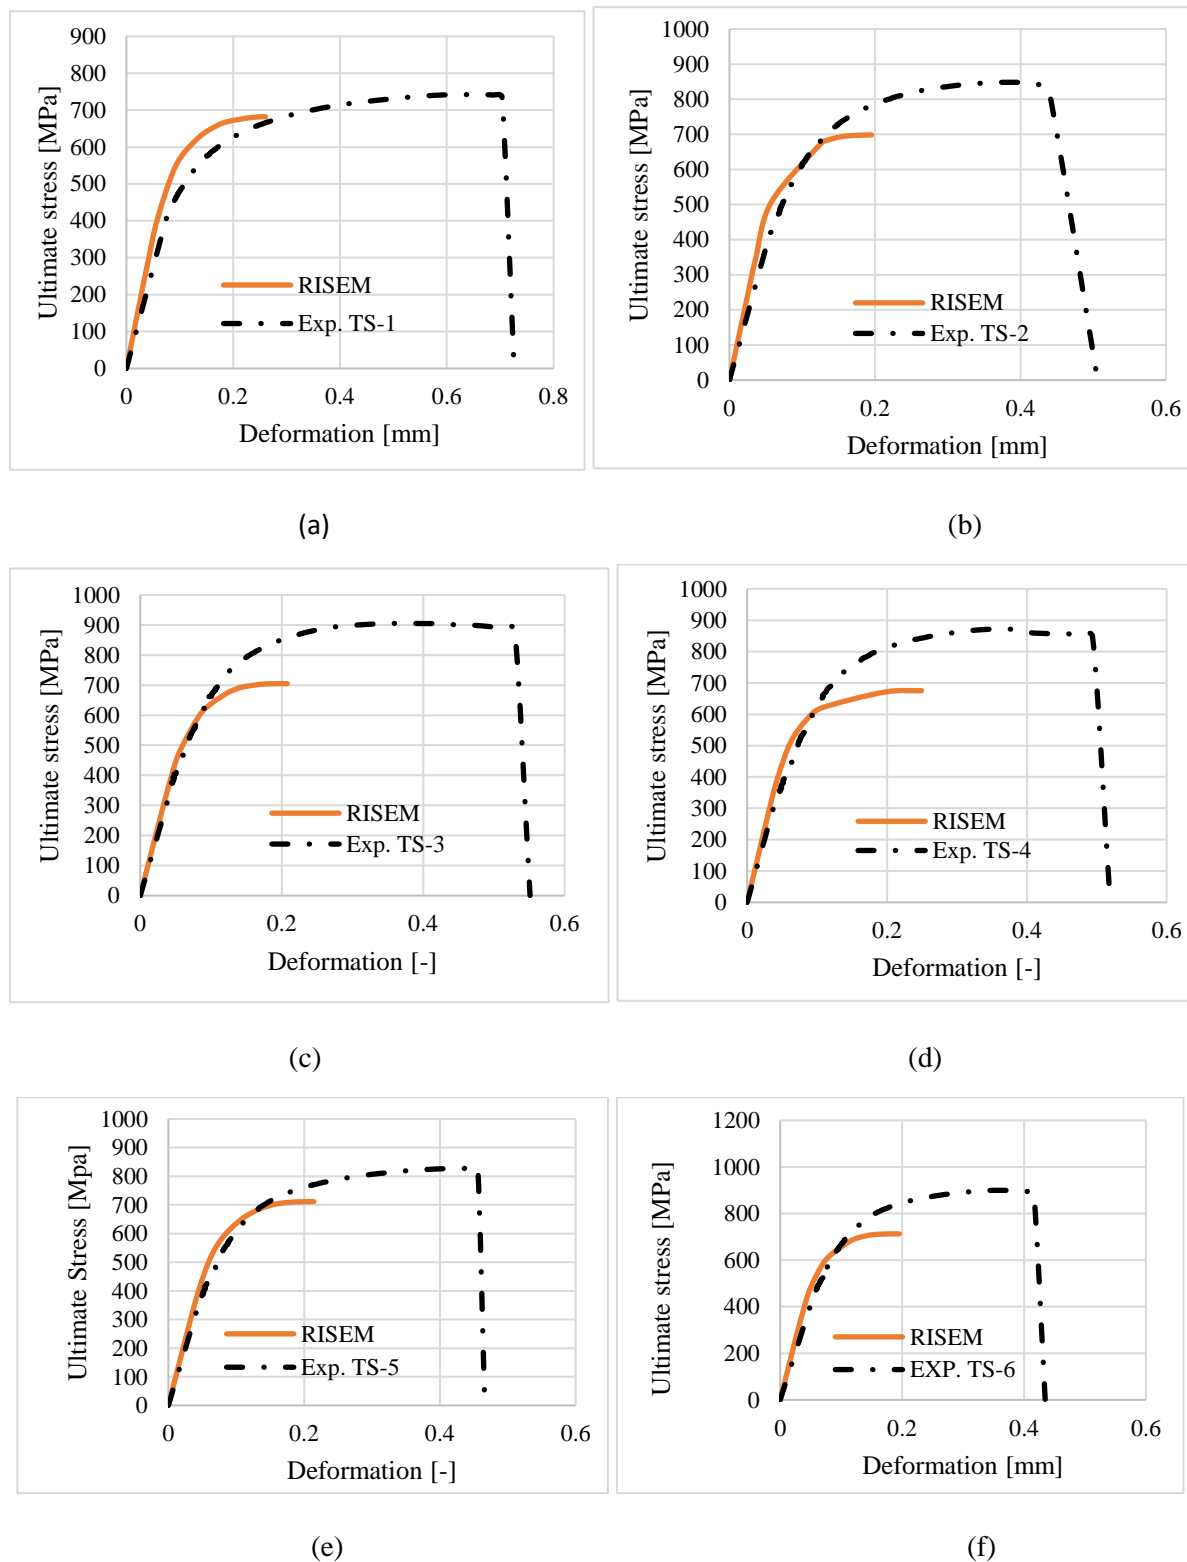 900
800
700
600
500
400
300
200
100
0
Ultimate stress [MPa]
RISEM
Exp. TS-1
0 0.2 0.4 0.6 0.8
Deformation [mm]
(a)
1000
900
800
700
600
500
400
300
200
100
0
Ultimate stress [MPa]
RISEM
Exp. TS-2
0 0.2 0.4 0.6
Deformation [mm]
(b)
1000
900
800
700
600
500
400
300
200
100
0
Ultimate stress [MPa]
RISEM
Exp. TS-3
0 0.2 0.4 0.6
Deformation [-]
(c)
1000
900
800
700
600
500
400
300
200
100
0
Ultimate stress [MPa]
RISEM
Exp. TS-4
0 0.2 0.4 0.6
Deformation [-]
(d)
1000
900
800
700
600
500
400
300
200
100
0
Ultimate Stress [Mpa]
RISEM
Exp. TS-5
0 0.2 0.4 0.6
Deformation [-]
(e)
1200
1000
800
600
400
200
0
Ultimate stress [MPa]
RISEM
EXP. TS-6
0 0.2 0.4 0.6
Deformation [mm]
(f)